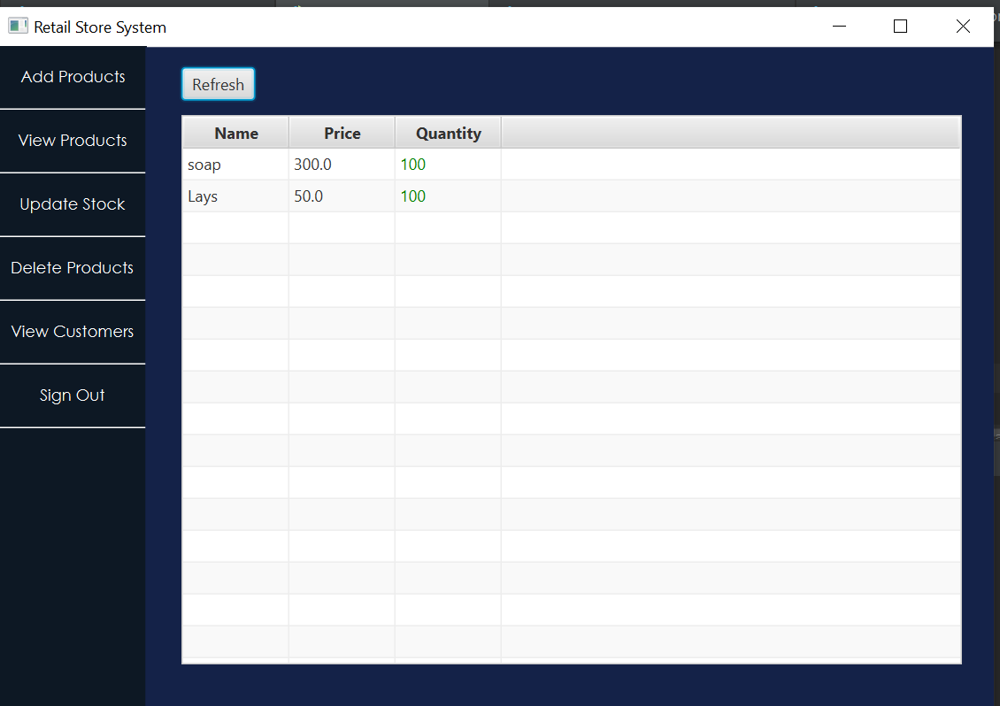 Retail Store System
Add Products
View Products
Update Stock
Delete Products
View Customers
Sign Out
Refresh
Name Price Quantity
soap 300.0 100
Lays 50.0 100